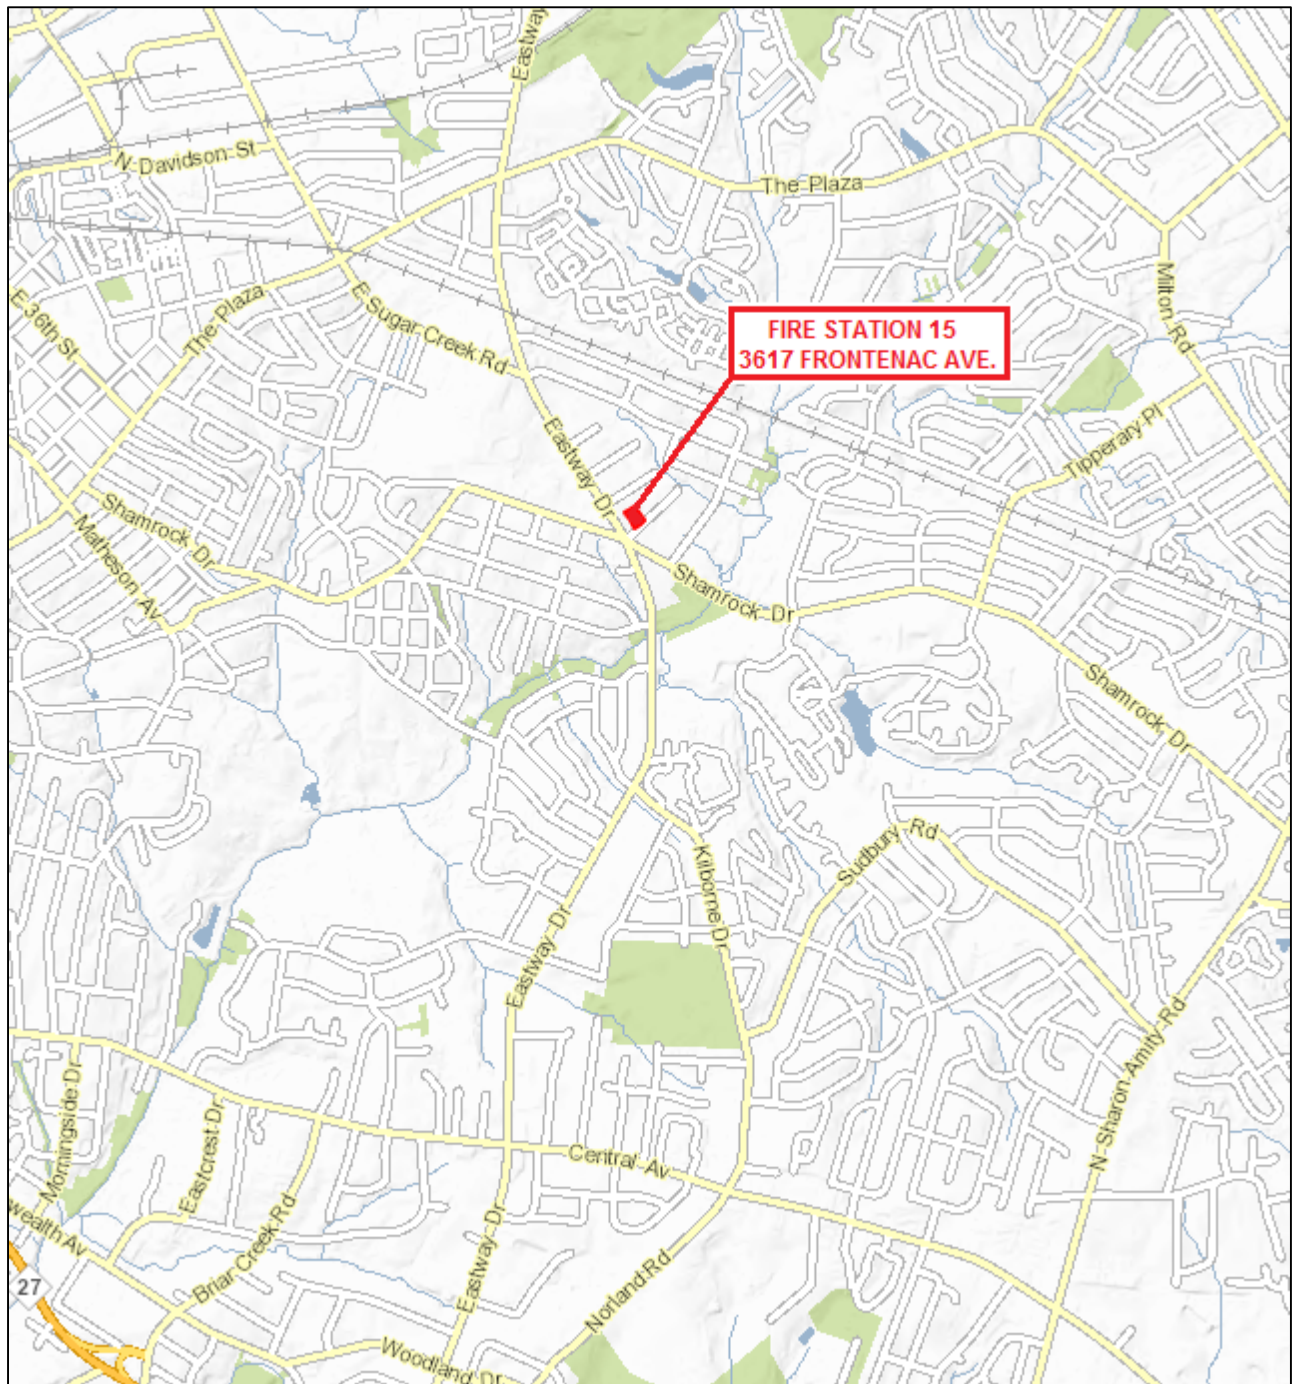 Eastway
N Davidson St
The Plaza
E 36th St
The Plaza
E Sugar Creek Rd
Milton Rd
FIRE STATION 15
3617 FRONTENAC AVE.
Eastway Dr
Tipperary Pl
Shamrock Dr
Matheson Av
Shamrock Dr
Shamrock Dr
Kilborne Dr
Sudbury Rd
Eastway Dr
N Sharon Amity Rd
Morningside Dr
Eastcrest Dr
Central Av
wealth Av
Briar Creek Rd
Eastway Dr
Norland Rd
27
Woodland Dr